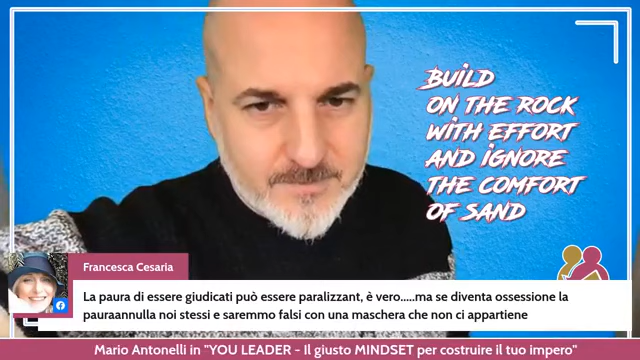 BUILD
ON THE ROCK
WITH EFFORT
AND IGNORE
THE COMFORT
OF SAND
Francesca Cesaria
La paura di essere giudicati può essere paralizzant, è vero.....ma se diventa ossessione la
pauraannulla noi stessi e saremmo falsi con una maschera che non ci appartiene
Mario Antonelli in "YOU LEADER - Il giusto MINDSET per costruire il tuo impero"